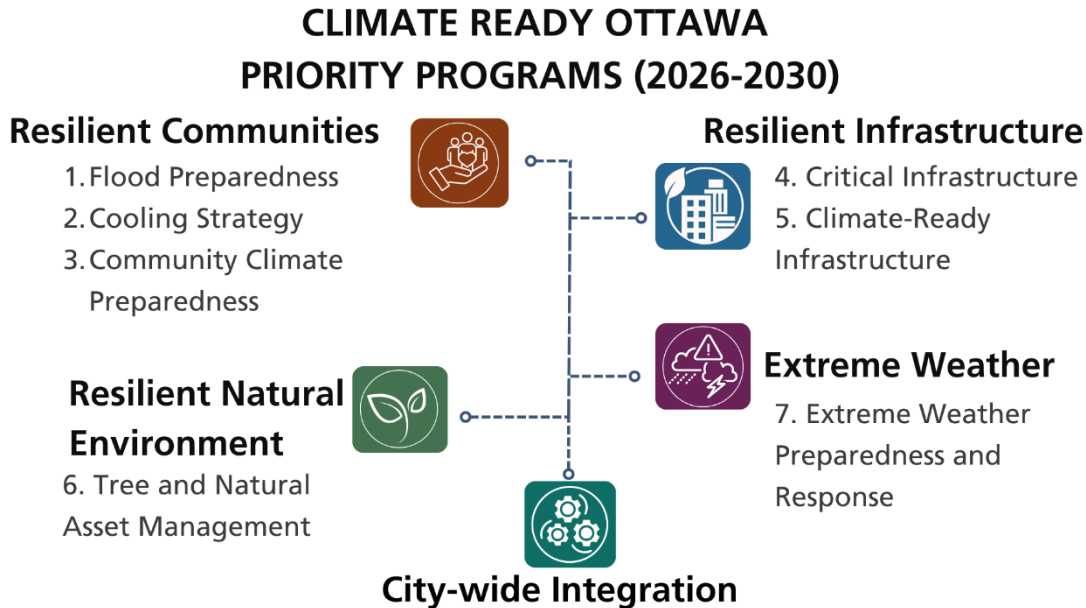 CLIMATE READY OTTAWA
PRIORITY PROGRAMS (2026-2030)
Resilient Communities
1. Flood Preparedness
2. Cooling Strategy
3. Community Climate
Preparedness
Resilient Infrastructure
4. Critical Infrastructure
5. Climate-Ready
Infrastructure
Resilient Natural
Environment
6. Tree and Natural
Asset Management
Extreme Weather
7. Extreme Weather
Preparedness and
Response
City-wide Integration